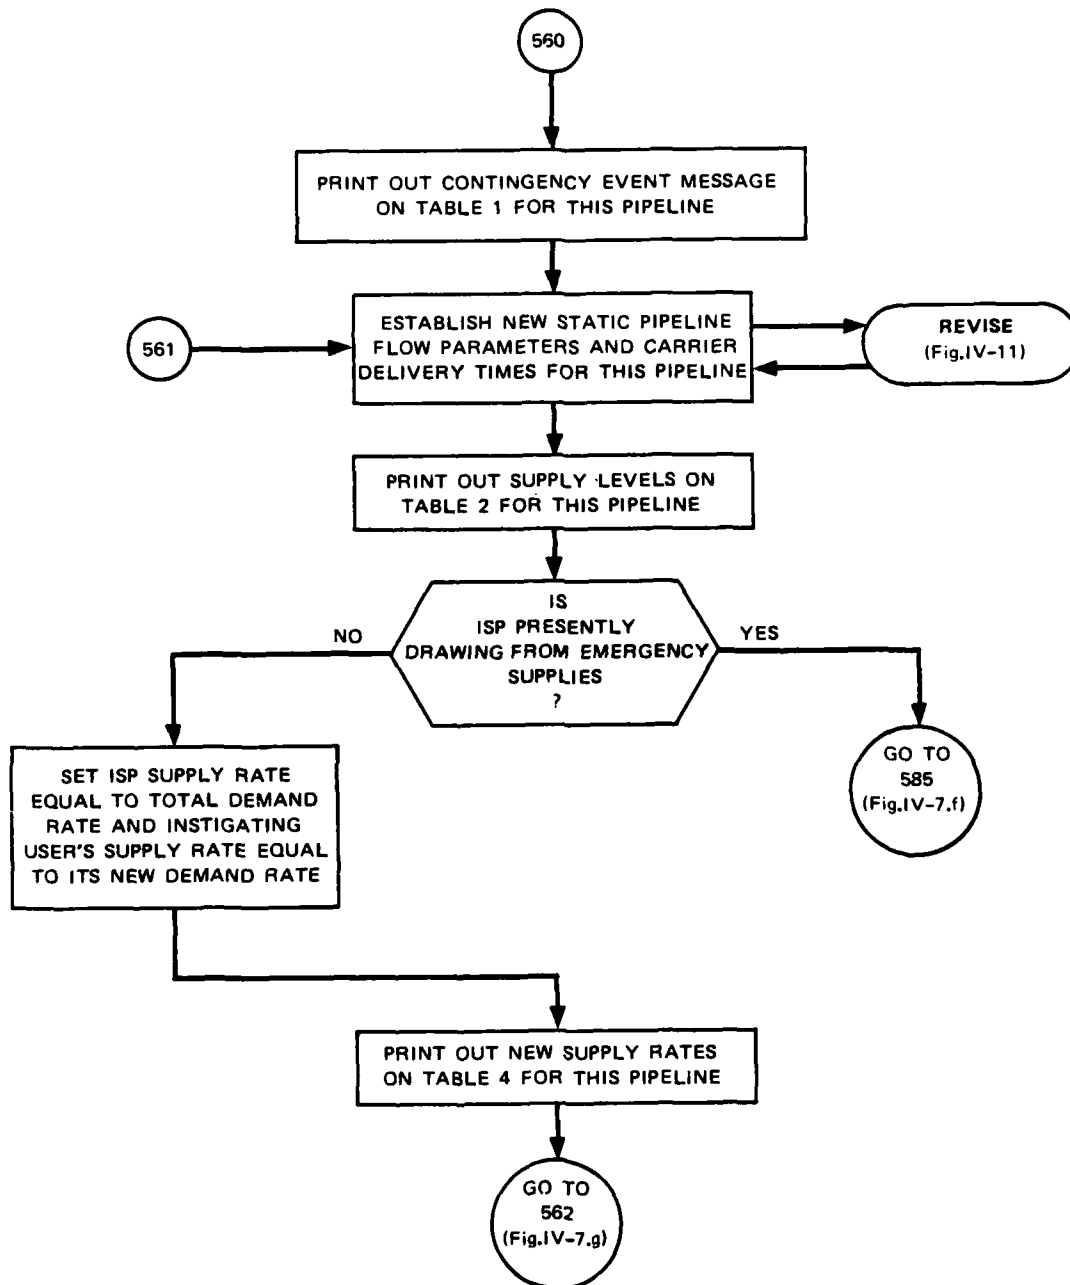 560
PRINT OUT CONTINGENCY EVENT MESSAGE
ON TABLE 1 FOR THIS PIPELINE
561
ESTABLISH NEW STATIC PIPELINE
FLOW PARAMETERS AND CARRIER
DELIVERY TIMES FOR THIS PIPELINE
REVISE
(Fig.IV-11)
PRINT OUT SUPPLY LEVELS ON
TABLE 2 FOR THIS PIPELINE
IS
ISP PRESENTLY
DRAWING FROM EMERGENCY
SUPPLIES
?
NO
YES
SET ISP SUPPLY RATE
EQUAL TO TOTAL DEMAND
RATE AND INSTIGATING
USER'S SUPPLY RATE EQUAL
TO ITS NEW DEMAND RATE
GO TO
585
(Fig.IV-7.f)
PRINT OUT NEW SUPPLY RATES
ON TABLE 4 FOR THIS PIPELINE
GO TO
562
(Fig.IV-7.g)